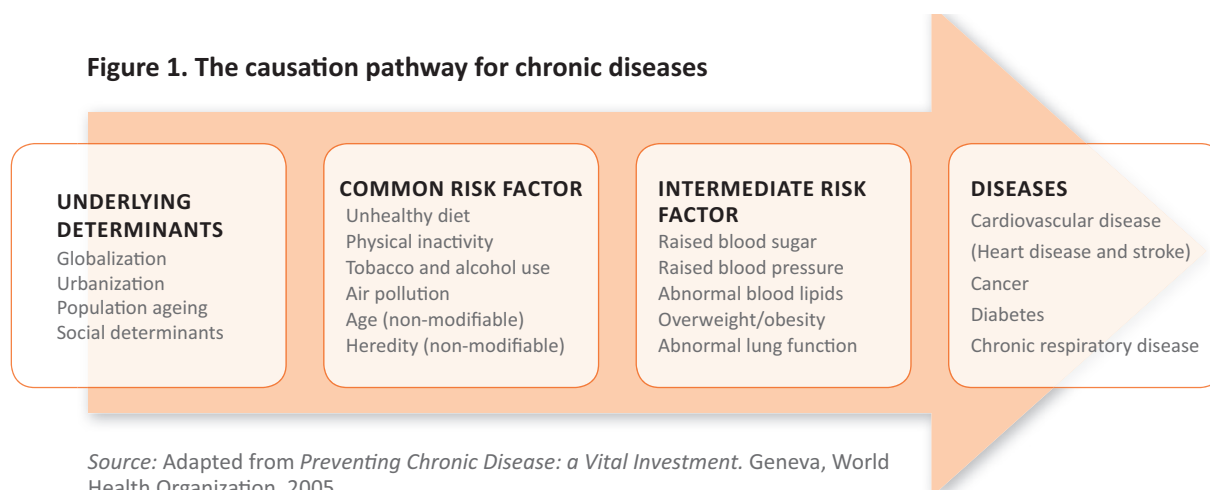 Figure 1. The causation pathway for chronic diseases
UNDERLYING
DETERMINANTS
Globalization
Urbanization
Population ageing
Social determinants
COMMON RISK FACTOR
Unhealthy diet
Physical inactivity
Tobacco and alcohol use
Air pollution
Age (non-modifiable)
Heredity (non-modifiable)
INTERMEDIATE RISK
FACTOR
Raised blood sugar
Raised blood pressure
Abnormal blood lipids
Overweight/obesity
Abnormal lung function
DISEASES
Cardiovascular disease
(Heart disease and stroke)
Cancer
Diabetes
Chronic respiratory disease
Source: Adapted from Preventing Chronic Disease: a Vital Investment. Geneva, World
Health Organization, 2005